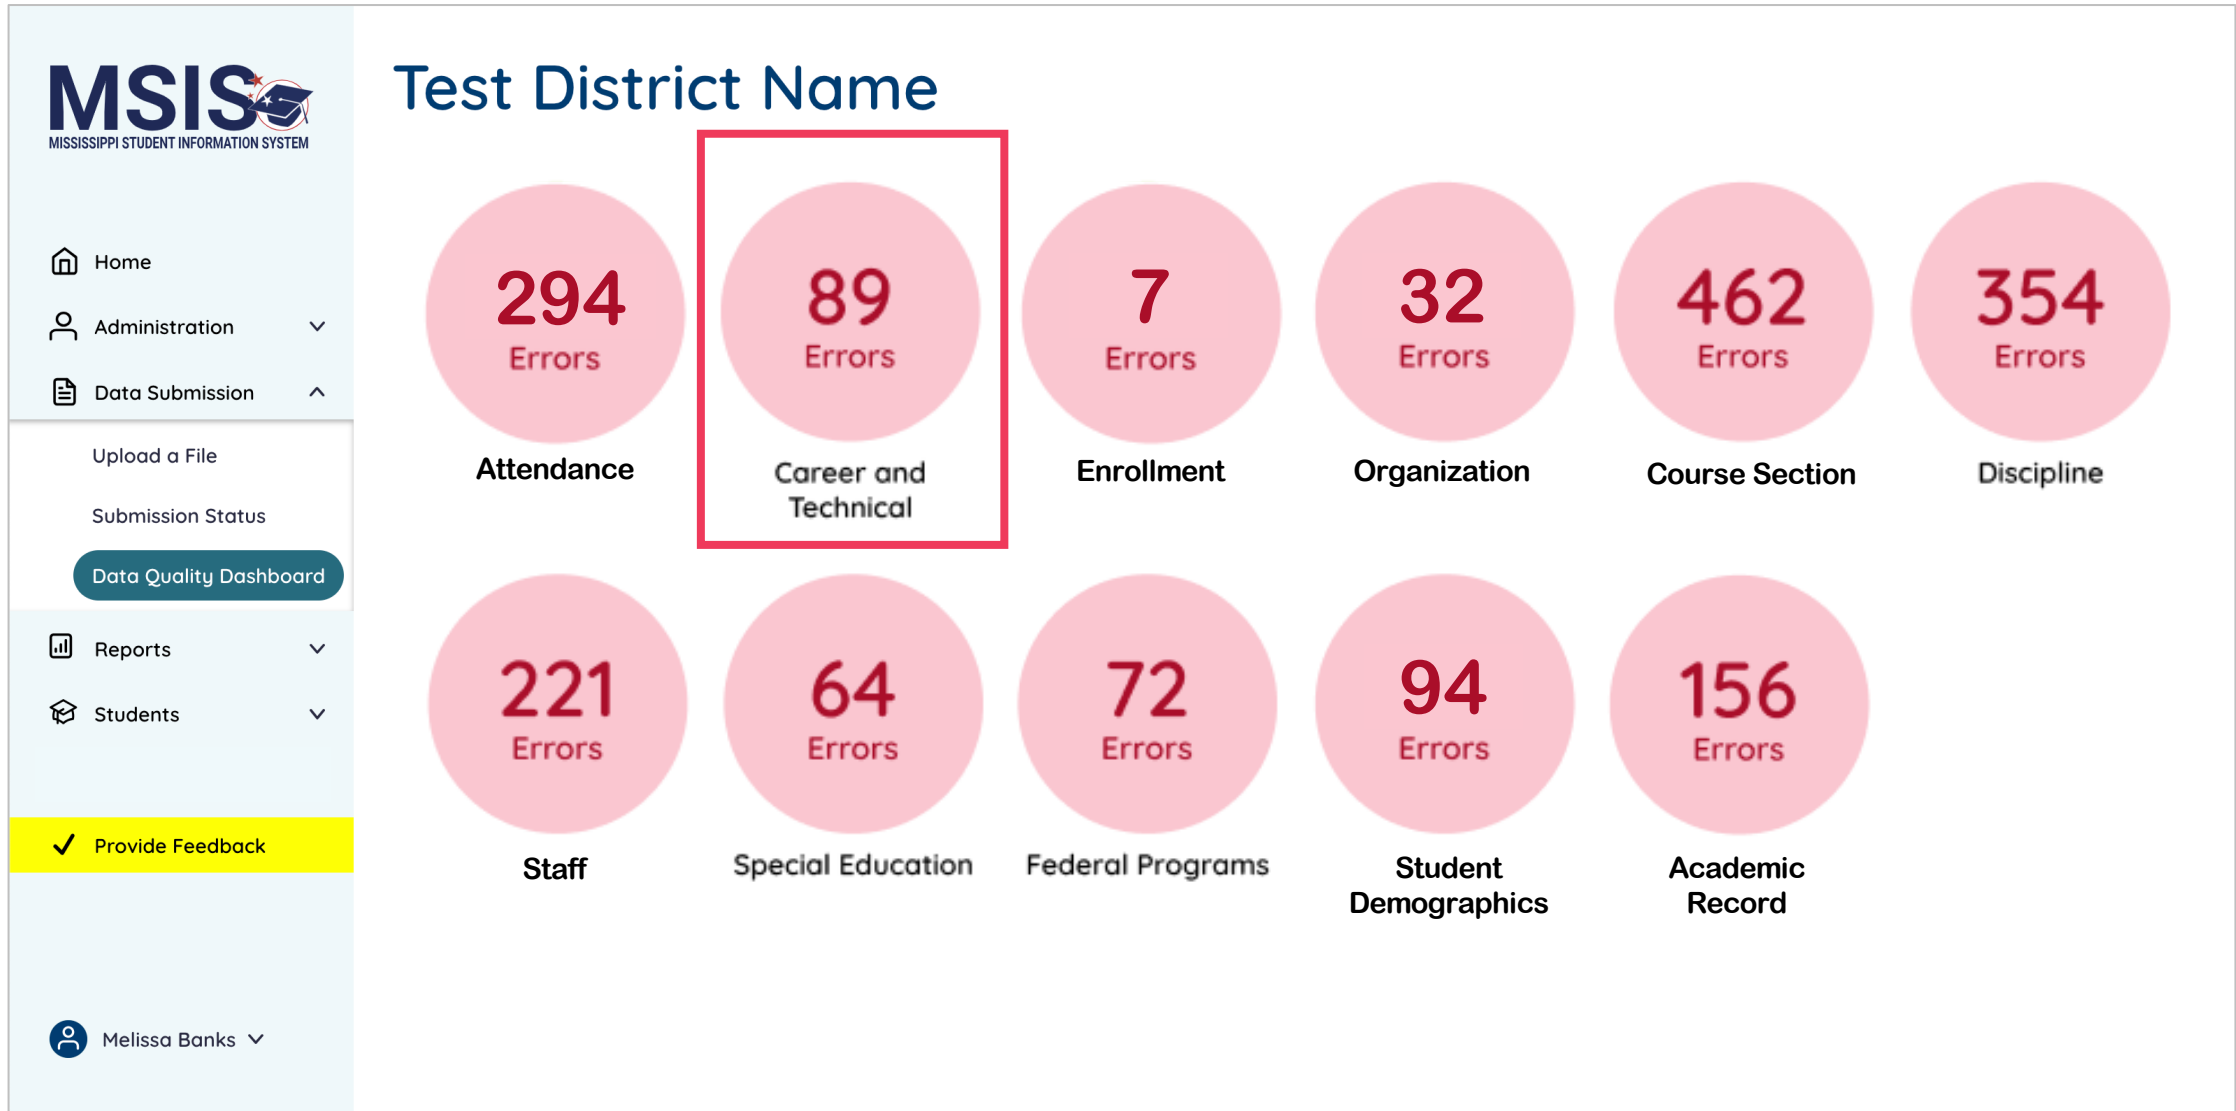 MSIS
MISSISSIPPI STUDENT INFORMATION SYSTEM
Home
Administration
Data Submission
Upload a File
Submission Status
Data Quality Dashboard
Reports
Students
Provide Feedback
Melissa Banks
Test District Name
294
Errors
Attendance
89
Errors
Career and
Technical
7
Errors
Enrollment
32
Errors
Organization
462
Errors
Course Section
354
Errors
Discipline
221
Errors
Staff
64
Errors
Special Education
72
Errors
Federal Programs
94
Errors
Student
Demographics
156
Errors
Academic
Record